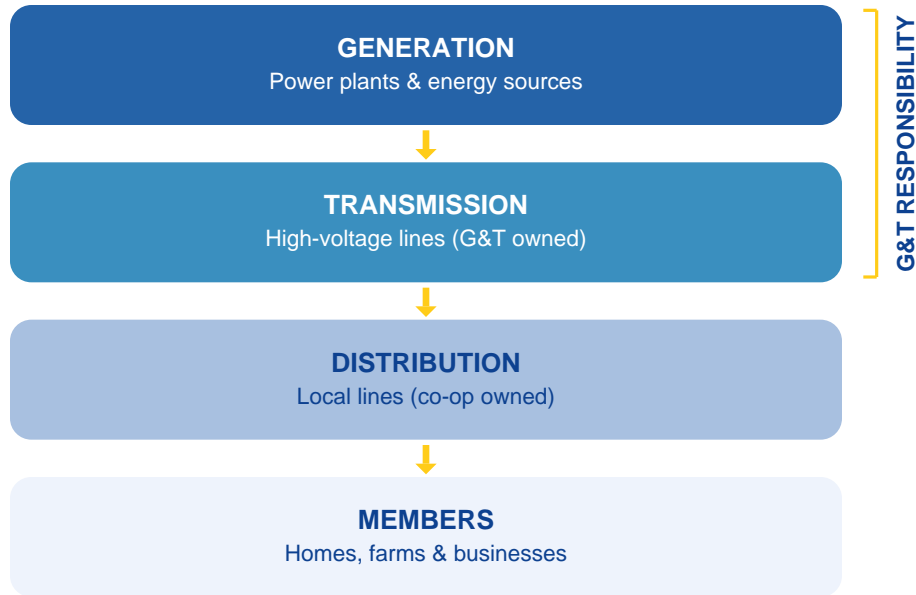 GENERATION
Power plants & energy sources
TRANSMISSION
High-voltage lines (G&T owned)
DISTRIBUTION
Local lines (co-op owned)
MEMBERS
Homes, farms & businesses
G&T RESPONSIBILITY